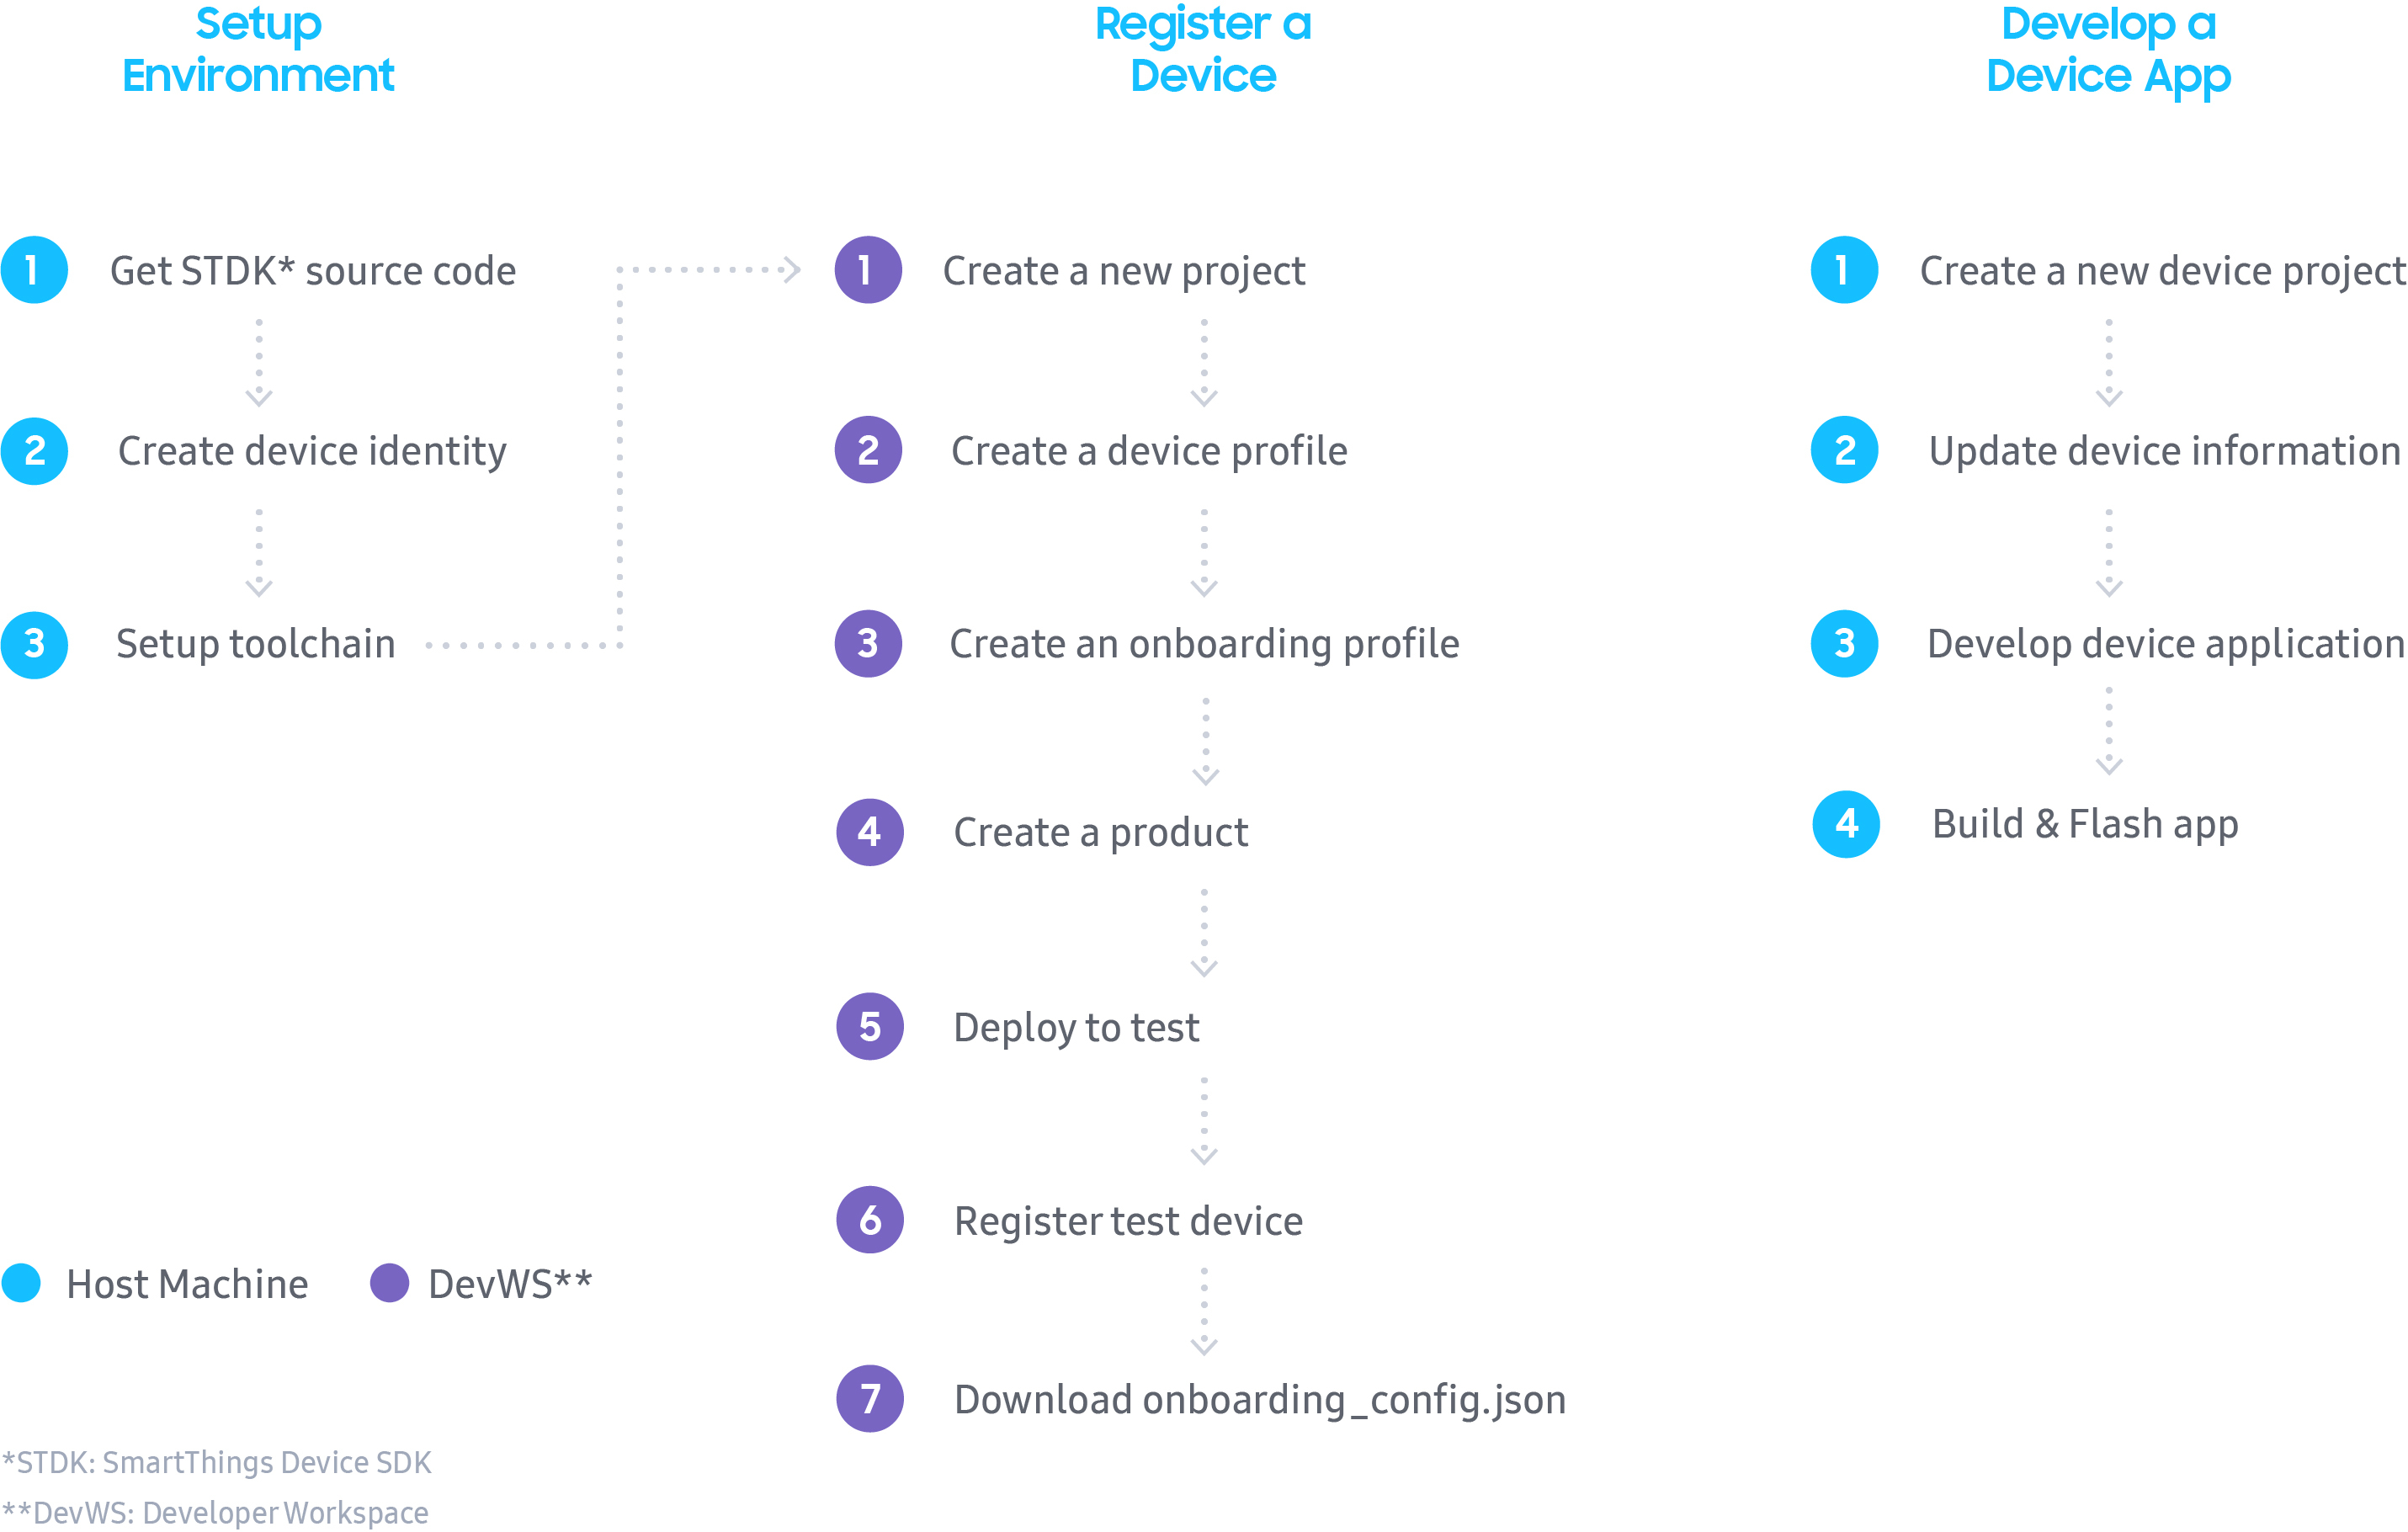 Setup
Environment
1 Get STDK* source code
2 Create device identity
3 Setup toolchain
Register a
Device
1 Create a new project
2 Create a device profile
3 Create an onboarding profile
4 Create a product
5 Deploy to test
6 Register test device
7 Download onboarding_config.json
Develop a
Device App
1 Create a new device project
2 Update device information
3 Develop device application
4 Build & Flash app
Host Machine DevWS**
*STDK: SmartThings Device SDK
**DevWS: Developer Workspace